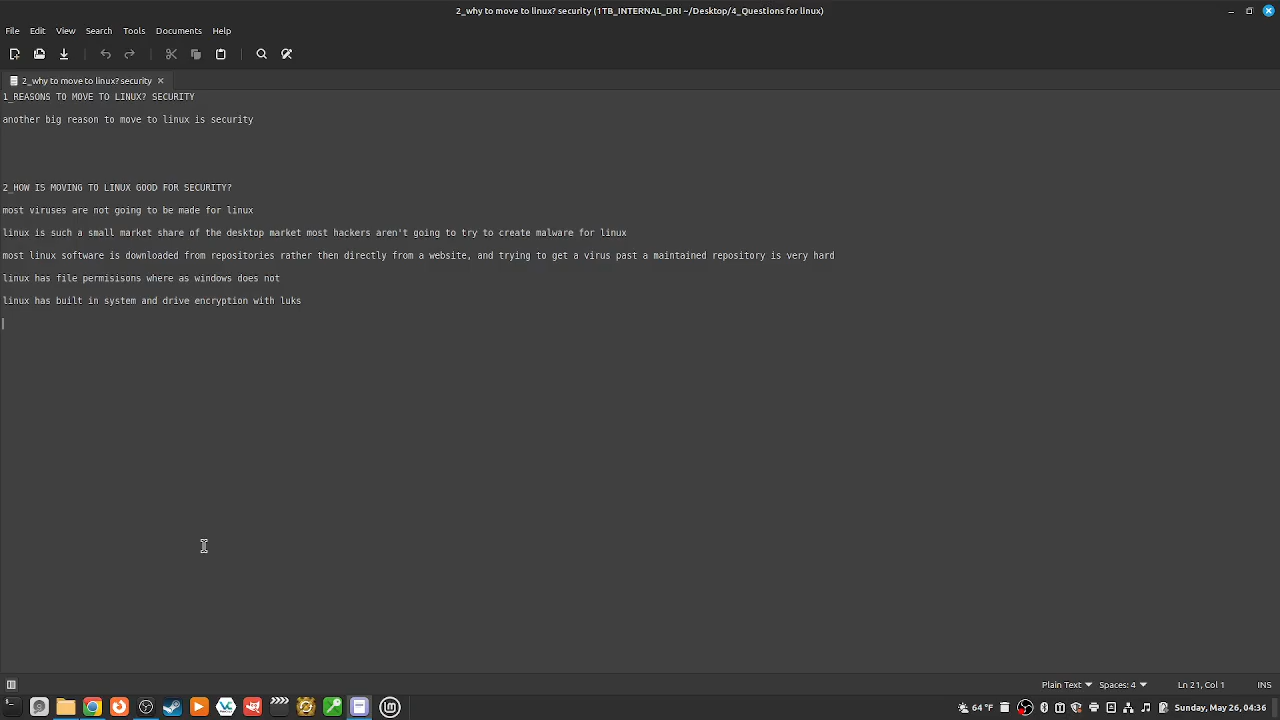 2_why to move to linux? security (1TB_INTERNAL_DRI ~/Desktop/4_Questions for linux)
File Edit View Search Tools Documents Help
2_why to move to linux? security
1_REASONS TO MOVE TO LINUX? SECURITY
another big reason to move to linux is security
2_HOW IS MOVING TO LINUX GOOD FOR SECURITY?
most viruses are not going to be made for linux
linux is such a small market share of the desktop market most hackers aren't going to try to create malware for linux
most linux software is downloaded from repositories rather then directly from a website, and trying to get a virus past a maintained repository is very hard
linux has file permisisons where as windows does not
linux has built in system and drive encryption with luks
Plain Text Spaces: 4 Ln 21, Col 1 INS
64 °F Sunday, May 26, 04:36